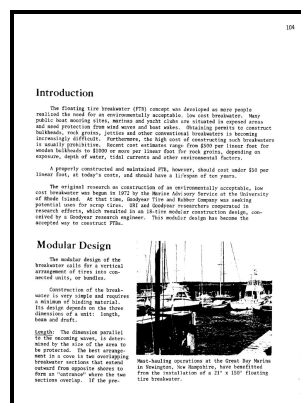 104
Introduction
The floating tire breakwater (FTB) concept was developed as more people
realized the need for an environmentally acceptable, low cost breakwater. Many
public boat mooring sites, marinas and yacht clubs are situated in exposed areas
and need protection from wind waves and boat wakes. Obtaining permits to construct
bulkheads, rock groins, jetties and other conventional breakwaters is becoming
increasingly difficult. Furthermore, the high cost of constructing such breakwaters
is usually prohibitive. Recent cost estimates range from $500 per linear foot for
wooden bulkheads to $1000 or more per linear foot for rock groins, depending on
exposure, depth of water, tidal currents and other environmental factors.
A properly constructed and maintained FTB, however, should cost under $50 per
linear foot, at today's costs, and should have a lifespan of ten years.
The original research on construction of an environmentally acceptable, low
cost breakwater was begun in 1972 by the Marine Advisory Service at the University
of Rhode Island. At that time, Goodyear Tire and Rubber Company was seeking
potential uses for scrap tires. URI and Goodyear researchers cooperated in
research efforts, which resulted in an 18-tire modular construction design, con-
ceived by a Goodyear research engineer. This modular design has become the
accepted way to construct FTBs.
Modular Design
The modular design of the
breakwater calls for a vertical
arrangement of tires into con-
nected units, or bundles.
Construction of the break-
water is very simple and requires
a minimum of binding material.
Its design depends on the three
dimensions of a unit: length,
beam and draft.
Length: The dimension parallel
to the oncoming waves, is deter-
mined by the size of the area to
be protected. The best arrange-
ment in a cove is two overlapping
breakwater sections that extend
outward from opposite shores to
form an "entrance" where the two
sections overlap. If the pre-
Mast-hauling operations at the Great Bay Marina
in Newington, New Hampshire, have benefitted
from the installation of a 21' x 150' floating
tire breakwater.